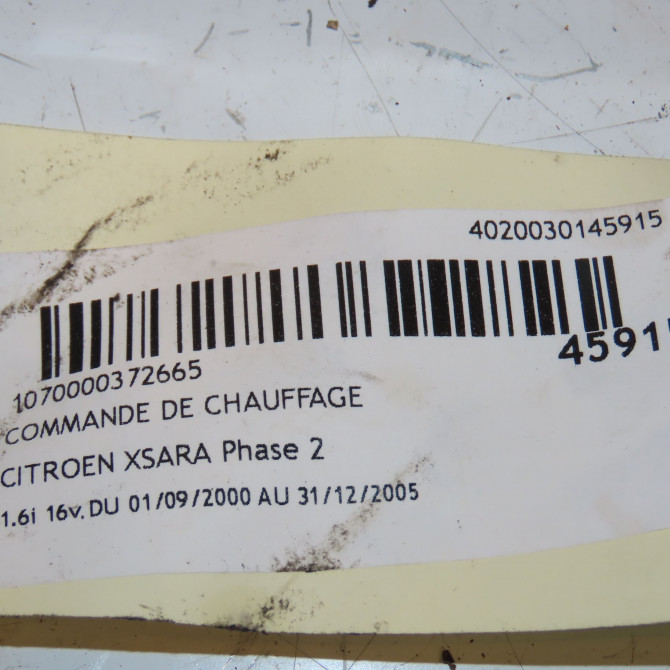 4020030145915
4591
1070000372665
COMMANDE DE CHAUFFAGE
CITROEN XSARA Phase 2
1.6i 16v. DU 01/09/2000 AU 31/12/2005